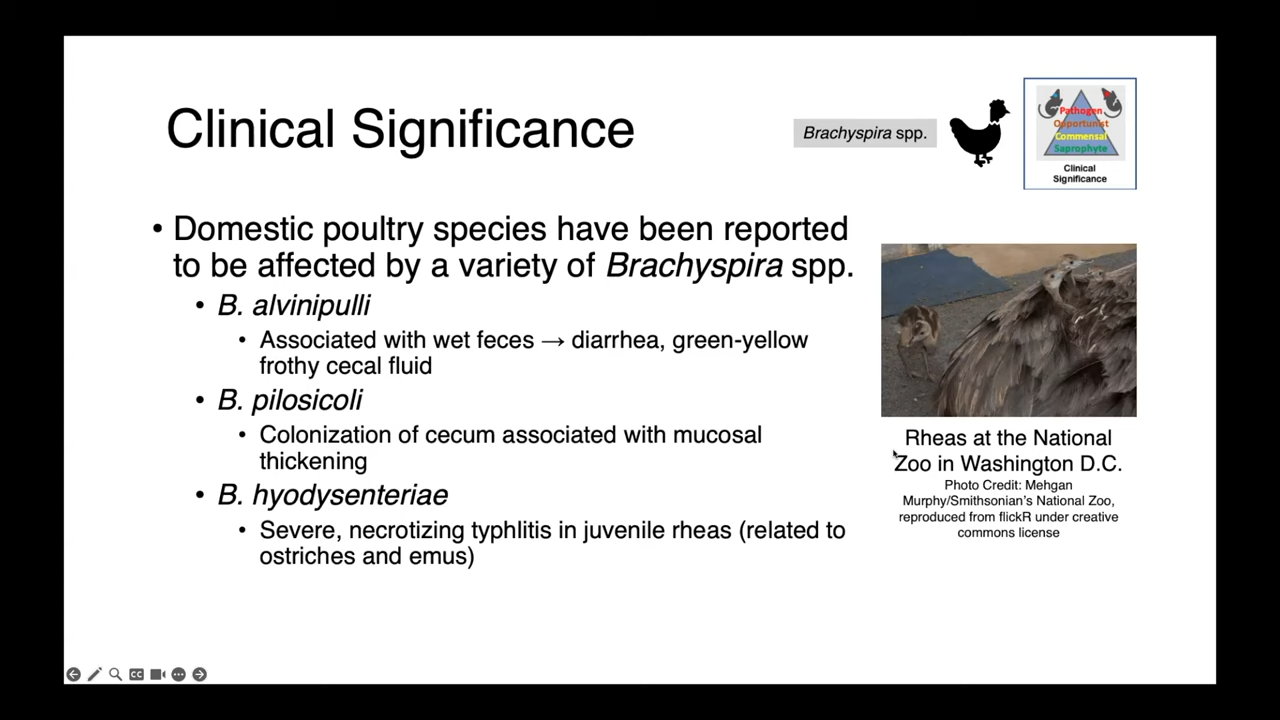 Clinical Significance
Brachyspira spp.
Pathogen
Opportunist
Commensal
Saprophyte
Clinical
Significance
• Domestic poultry species have been reported
to be affected by a variety of Brachyspira spp.
• B. alvinipulli
• Associated with wet feces → diarrhea, green-yellow
frothy cecal fluid
• B. pilosicoli
• Colonization of cecum associated with mucosal
thickening
• B. hyodysenteriae
• Severe, necrotizing typhlitis in juvenile rheas (related to
ostriches and emus)
Rheas at the National
Zoo in Washington D.C.
Photo Credit: Mehgan
Murphy/Smithsonian's National Zoo,
reproduced from flickR under creative
commons license
CC